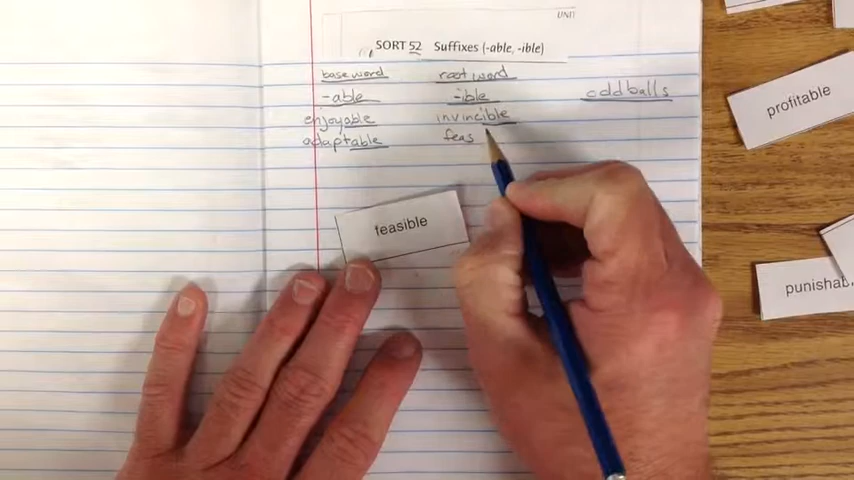 UNIT
SORT 52 Suffixes (-able, -ible)
base word root word
-able -ible oddballs
enjoyable invincible
adaptable feas
profitable
feasible
punishab